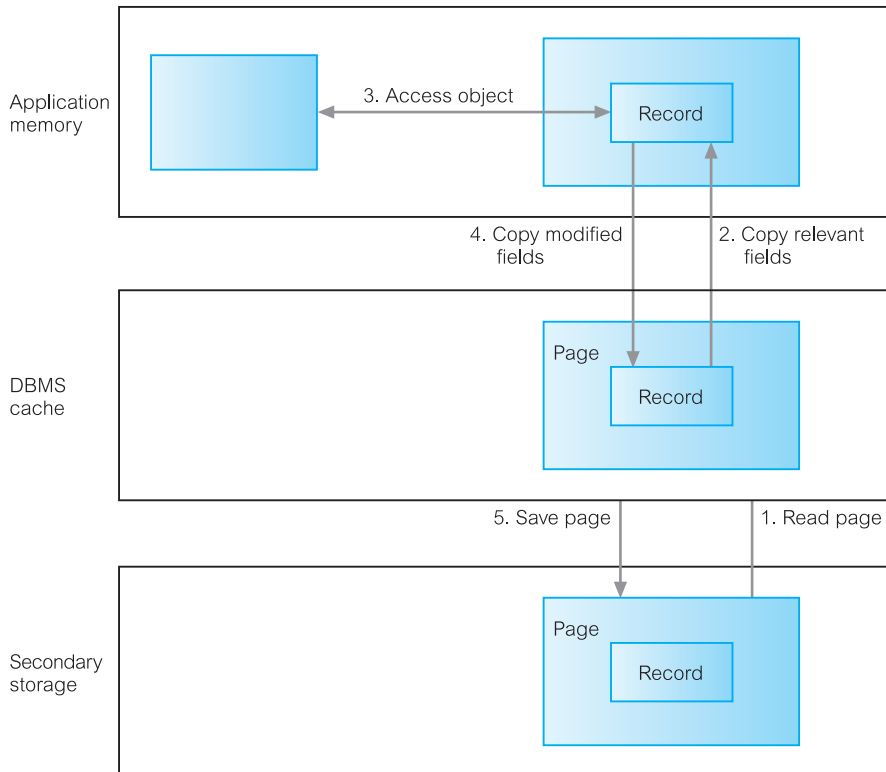 Application
memory
3. Access object
Record
4. Copy modified
fields
2. Copy relevant
fields
DBMS
cache
Page
Record
5. Save page
1. Read page
Secondary
storage
Page
Record